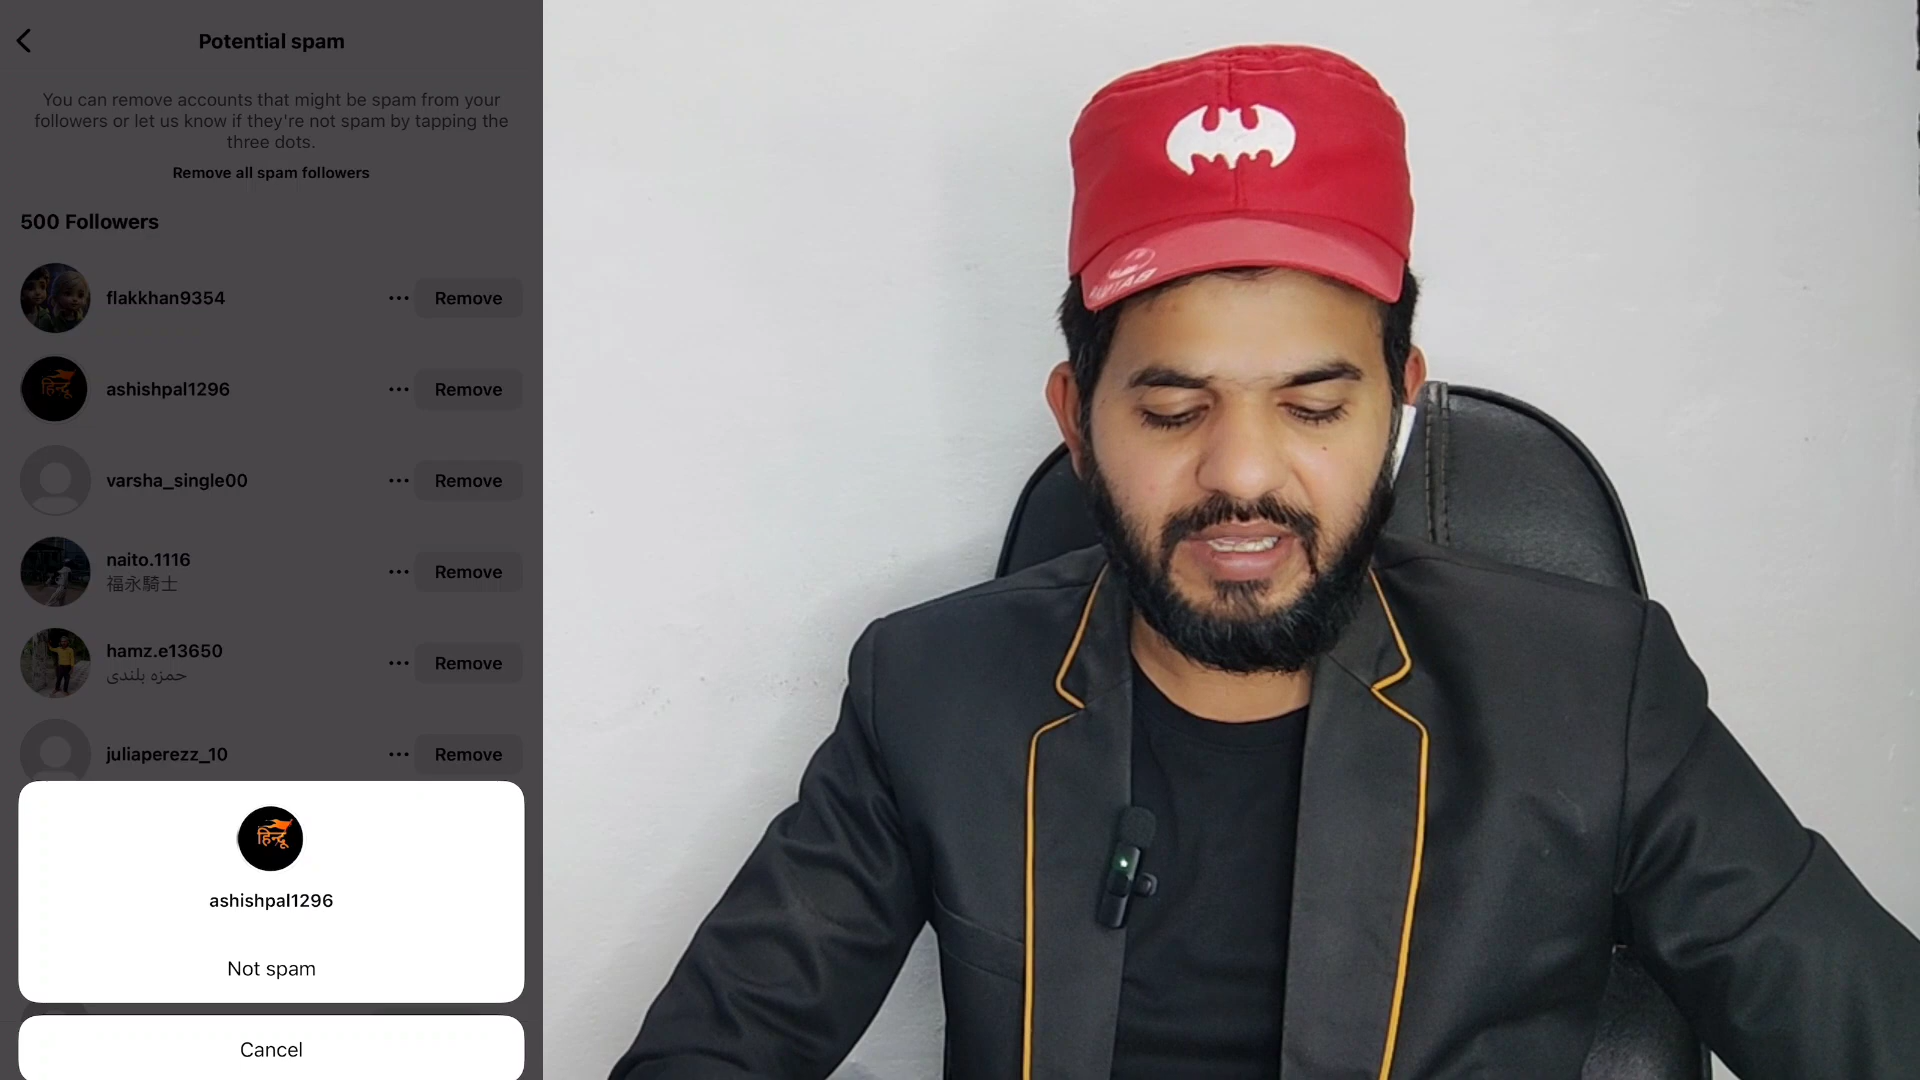 Potential spam
You can remove accounts that might be spam from your
followers or let us know if they're not spam by tapping the
three dots.
Remove all spam followers
500 Followers
flakkhan9354
Remove
हिन्दू
ashishpal1296
Remove
varsha_single00
Remove
naito.1116
福永騎士
Remove
hamz.e13650
حمزه بلندی
Remove
juliaperezz_10
Remove
हिन्दू
ashishpal1296
Not spam
Cancel